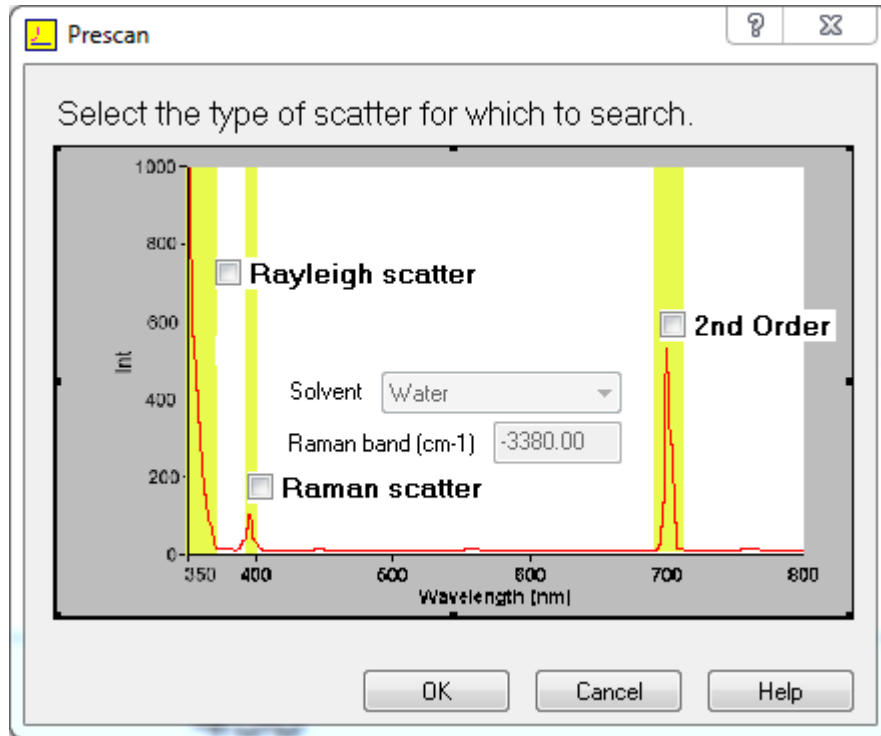 Prescan
Select the type of scatter for which to search.
1000
800
Rayleigh scatter
600
2nd Order
Int
400
Solvent Water
Raman band (cm-1) -3380.00
200
Raman scatter
0
350 400 500 600 700 800
Wavelength (nm)
OK Cancel Help